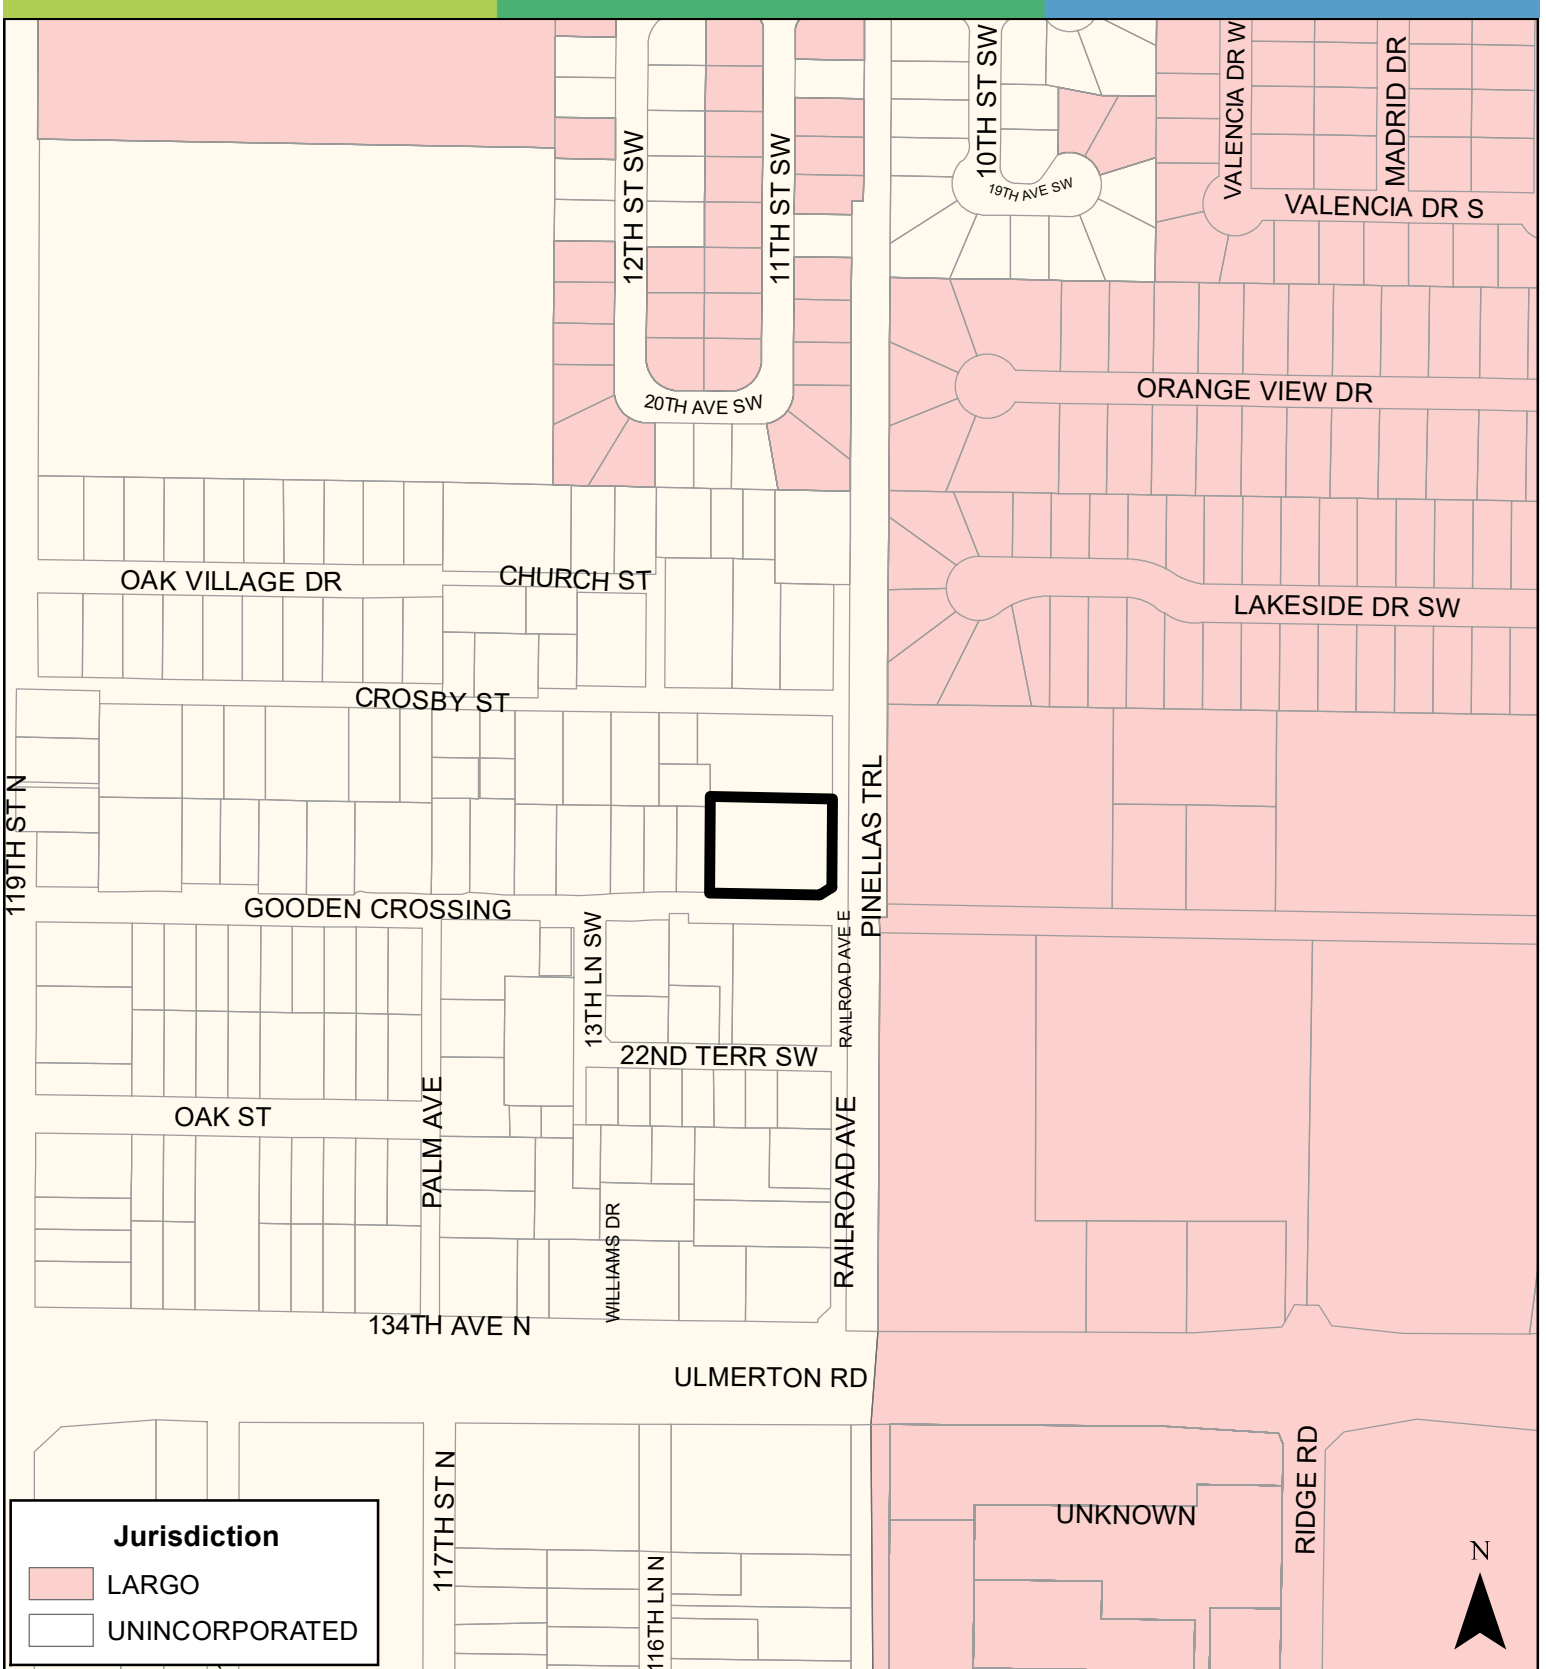 10TH ST SW
VALENCIA DR W
MADRID DR
12TH ST SW
11TH ST SW
19TH AVE SW
VALENCIA DR S
ORANGE VIEW DR
20TH AVE SW
OAK VILLAGE DR
CHURCH ST
LAKESIDE DR SW
CROSBY ST
119TH ST N
PINELLAS TRL
GOODEN CROSSING
13TH LN SW
RAILROAD AVE E
22ND TERR SW
OAK ST
PALM AVE
RAILROAD AVE
WILLIAMS DR
134TH AVE N
ULMERTON RD
117TH ST N
116TH LN N
UNKNOWN
RIDGE RD
N
Jurisdiction
LARGO
UNINCORPORATED